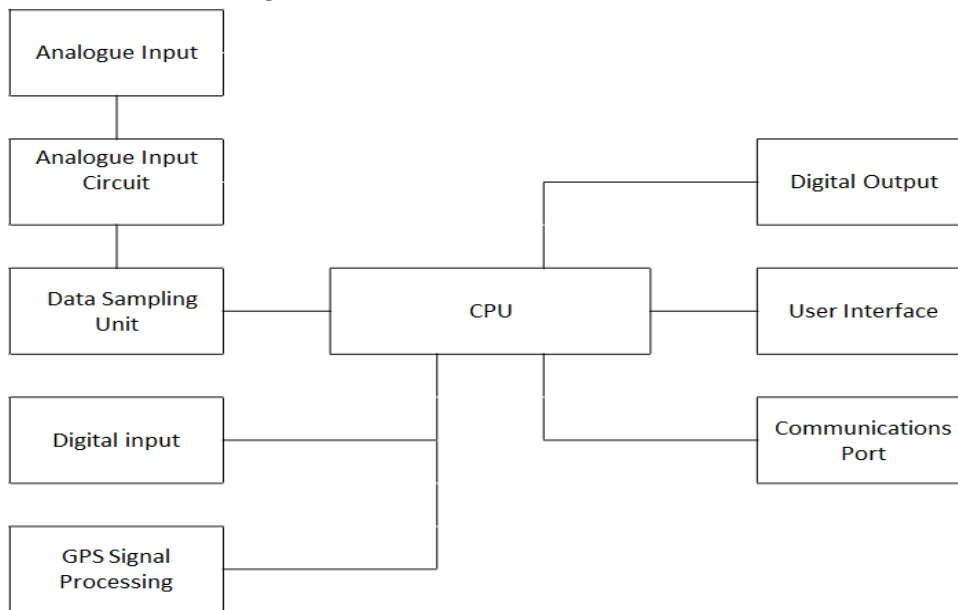 Analogue Input
Analogue Input
Circuit
Data Sampling
Unit
Digital input
GPS Signal
Processing
CPU
Digital Output
User Interface
Communications
Port